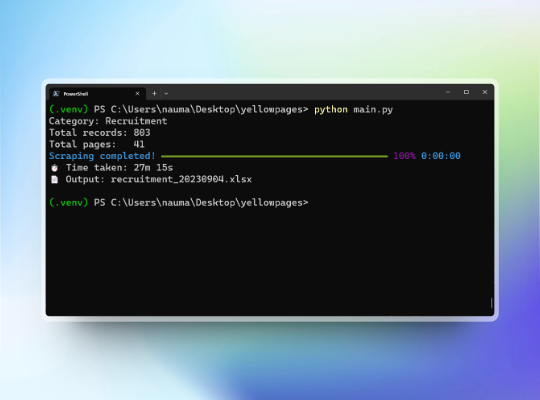 PowerShell
(.venv) PS C:\Users\nauma\Desktop\yellowpages> python main.py
Category: Recruitment
Total records: 803
Total pages:   41
Scraping completed! 100% 0:00:00
Time taken: 27m 15s
Output: recruitment_20230904.xlsx
(.venv) PS C:\Users\nauma\Desktop\yellowpages>